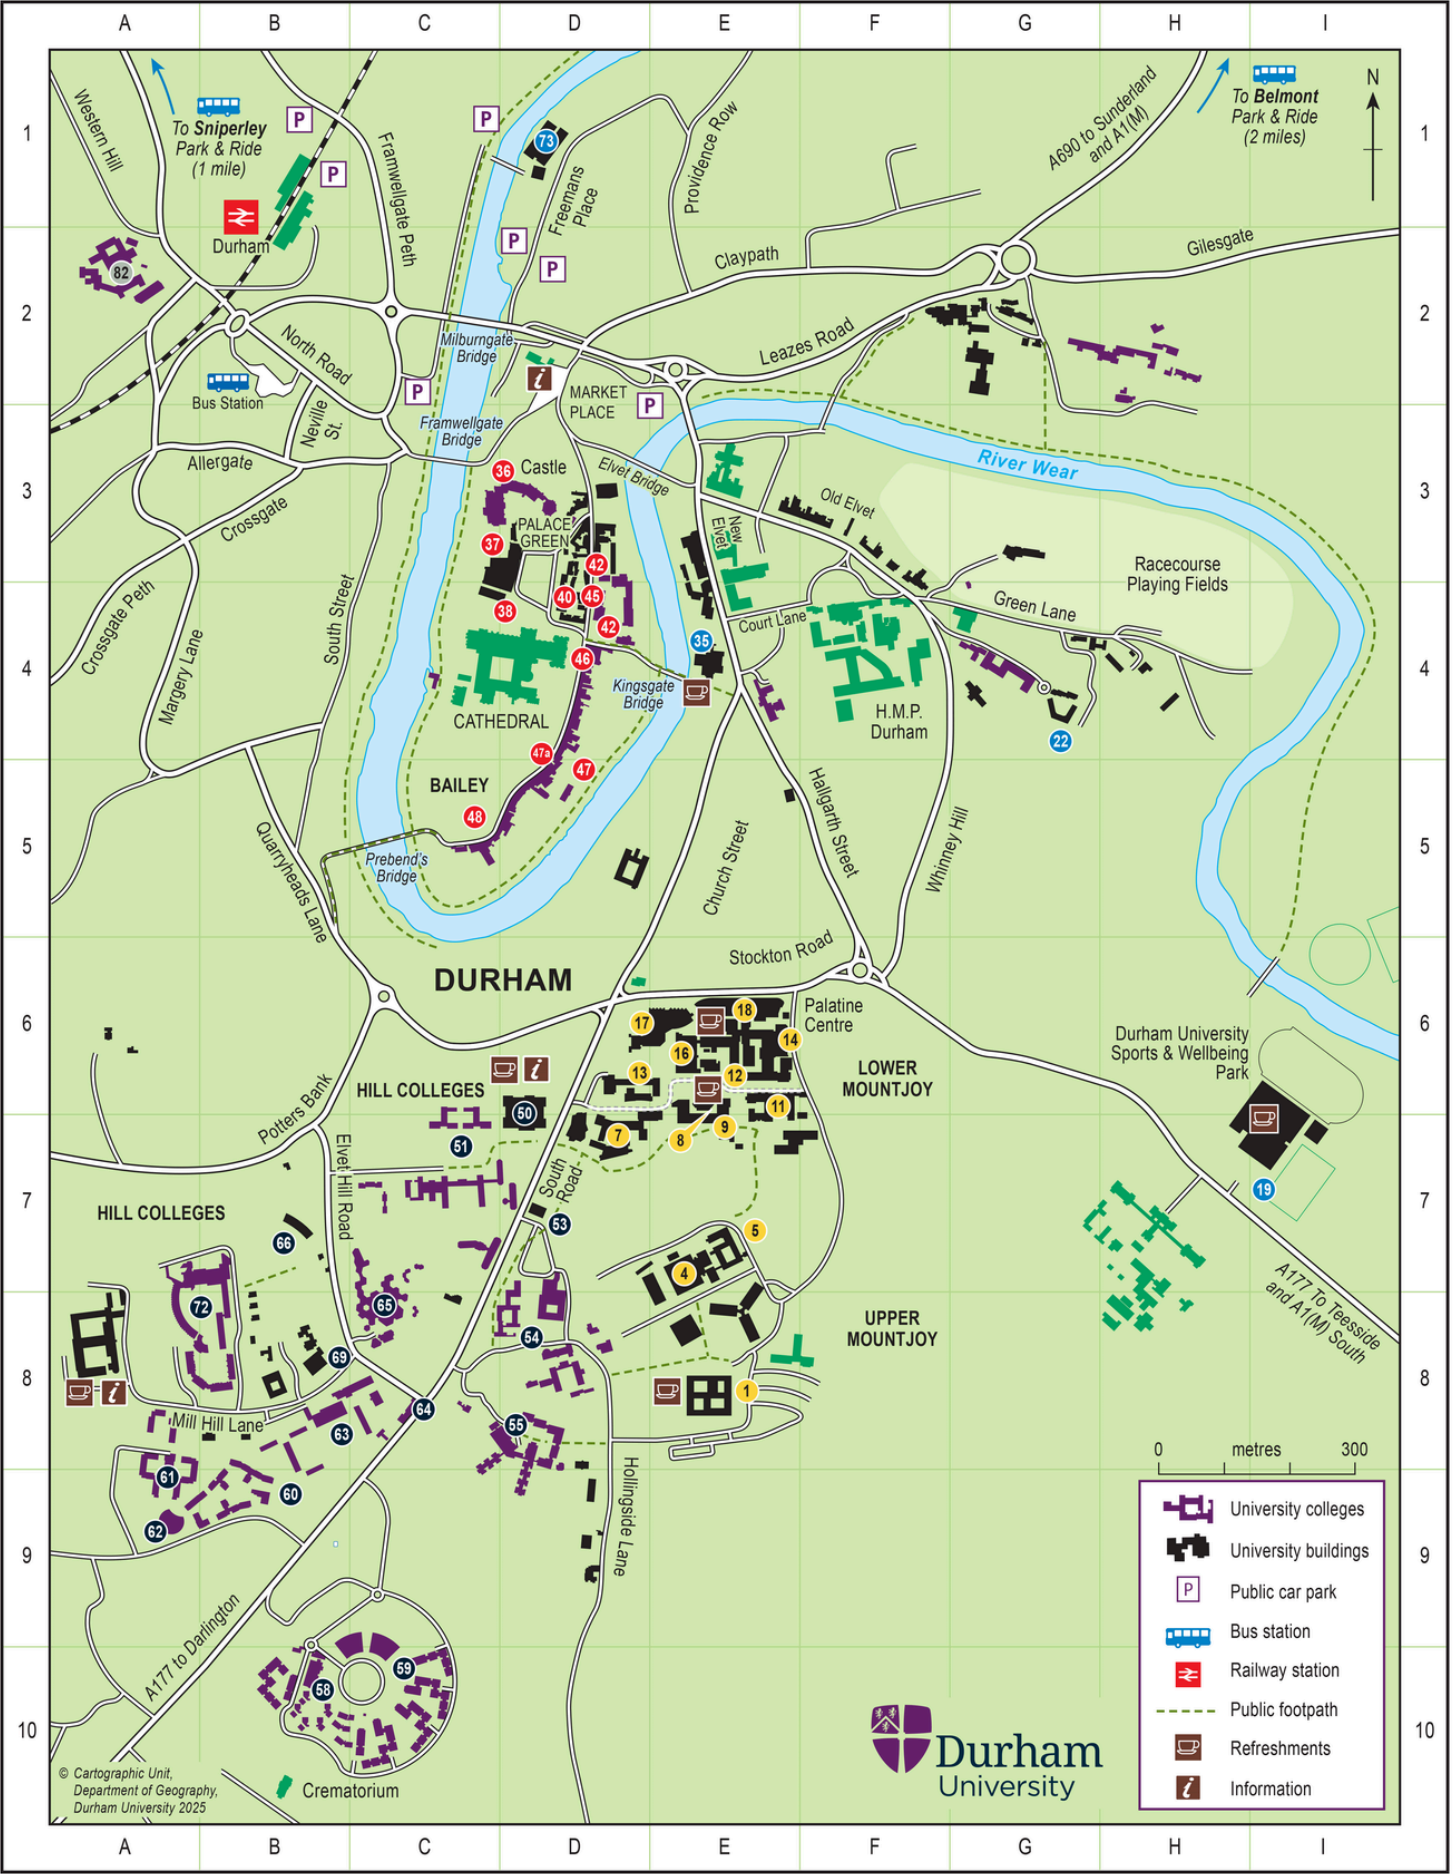 A B C D E F G H I
1
2
3
4
5
6
7
8
9
10
Western Hill
To Sniperley
Park & Ride
(1 mile)
P
P
P
Framwellgate Peth
73
Freemans
Place
Providence Row
A690 to Sunderland
and A1(M)
To Belmont
Park & Ride
(2 miles)
N
Durham
82
P
P
Claypath
Gilesgate
North Road
Milburngate
Bridge
Leazes Road
Bus Station
P
i
MARKET
PLACE
P
Neville
St.
Framwellgate
Bridge
Allergate
36
Castle
Elvet Bridge
River Wear
Crossgate
PALACE
GREEN
37
New
Elvet
Old Elvet
42
Racecourse
Playing Fields
Crossgate Peth
South Street
38
40
45
42
Court Lane
Green Lane
Margery Lane
35
46
Kingsgate
Bridge
CATHEDRAL
H.M.P.
Durham
22
47a
47
BAILEY
48
Hallgarth Street
Whinney Hill
Church Street
Quarryheads Lane
Prebend's
Bridge
Stockton Road
DURHAM
17
18
Palatine
Centre
14
16
Durham University
Sports & Wellbeing
Park
LOWER
MOUNTJOY
HILL COLLEGES
i
13
12
50
11
Potters Bank
51
7
8
9
Elvet Hill Road
South
Road
19
HILL COLLEGES
53
66
5
4
72
65
54
UPPER
MOUNTJOY
A177 To Teesside
and A1(M) South
69
i
1
Mill Hill Lane
64
63
55
0 metres 300
61
60
62
Hollingside Lane
A177 to Darlington
59
58
Crematorium
University colleges
University buildings
P Public car park
Bus station
Railway station
Public footpath
Refreshments
i Information
Durham
University
© Cartographic Unit,
Department of Geography,
Durham University 2025
1
2
3
4
5
6
7
8
9
10
A B C D E F G H I